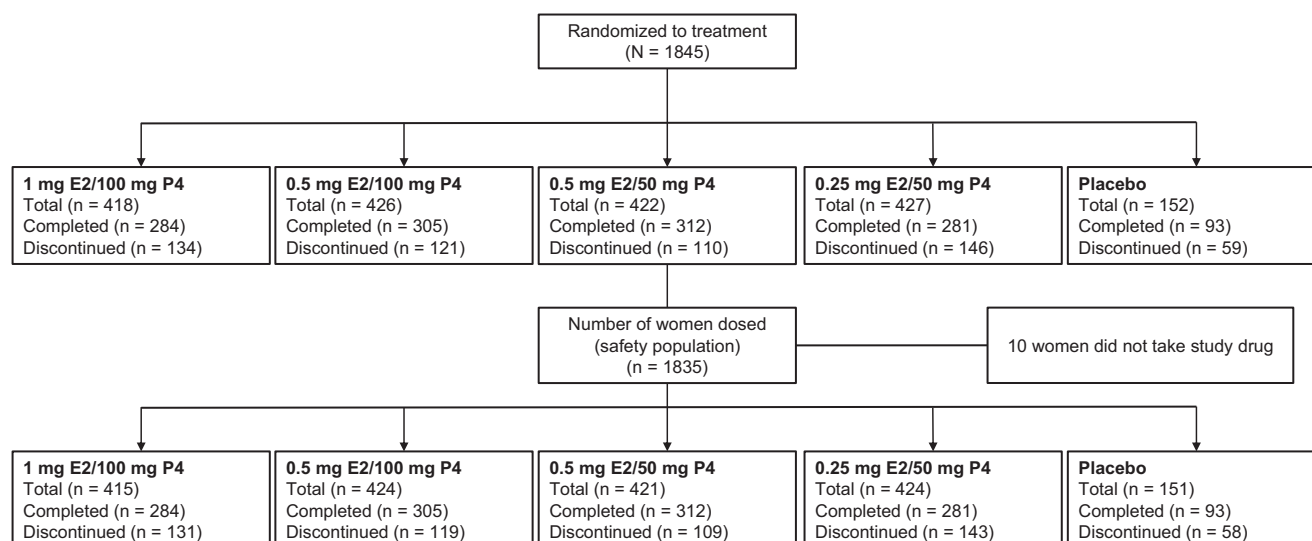 Randomized to treatment
(N = 1845)
1 mg E2/100 mg P4
Total (n = 418)
Completed (n = 284)
Discontinued (n = 134)
0.5 mg E2/100 mg P4
Total (n = 426)
Completed (n = 305)
Discontinued (n = 121)
0.5 mg E2/50 mg P4
Total (n = 422)
Completed (n = 312)
Discontinued (n = 110)
0.25 mg E2/50 mg P4
Total (n = 427)
Completed (n = 281)
Discontinued (n = 146)
Placebo
Total (n = 152)
Completed (n = 93)
Discontinued (n = 59)
Number of women dosed
(safety population)
(n = 1835)
10 women did not take study drug
1 mg E2/100 mg P4
Total (n = 415)
Completed (n = 284)
Discontinued (n = 131)
0.5 mg E2/100 mg P4
Total (n = 424)
Completed (n = 305)
Discontinued (n = 119)
0.5 mg E2/50 mg P4
Total (n = 421)
Completed (n = 312)
Discontinued (n = 109)
0.25 mg E2/50 mg P4
Total (n = 424)
Completed (n = 281)
Discontinued (n = 143)
Placebo
Total (n = 151)
Completed (n = 93)
Discontinued (n = 58)